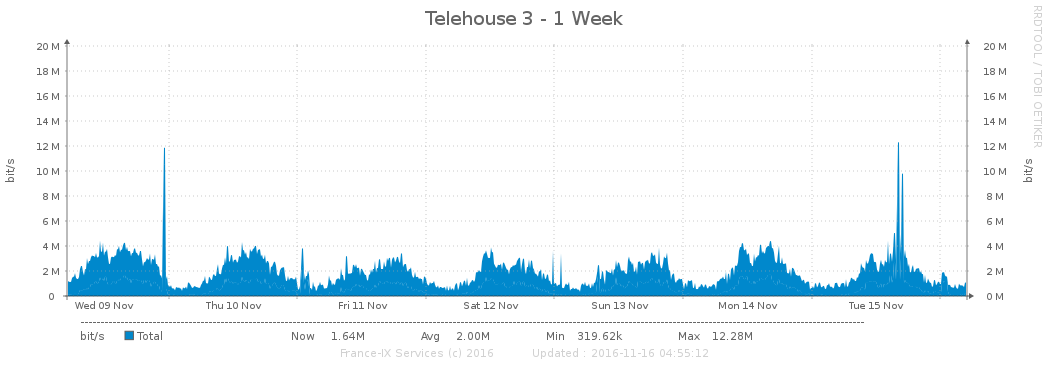 Telehouse 3 - 1 Week
RRDTOOL / TOBI OETIKER
bit/s
20 M 20 M
18 M 18 M
16 M 16 M
14 M 14 M
12 M 12 M
10 M 10 M
8 M 8 M
6 M 6 M
4 M 4 M
2 M 2 M
0 0 M
bit/s
Wed 09 Nov Thu 10 Nov Fri 11 Nov Sat 12 Nov Sun 13 Nov Mon 14 Nov Tue 15 Nov
bit/s Total Now 1.64M Avg 2.00M Min 319.62k Max 12.28M
France-IX Services (c) 2016 Updated : 2016-11-16 04:55:12